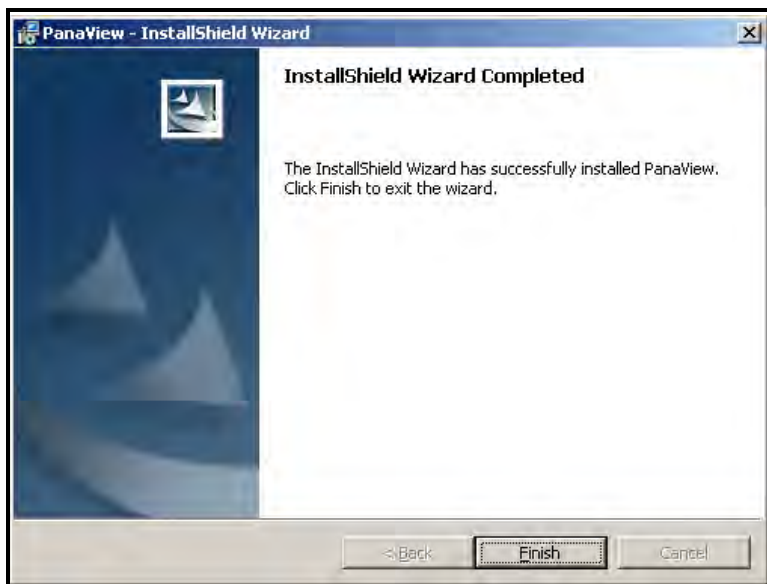 PanaView - InstallShield Wizard
InstallShield Wizard Completed
The InstallShield Wizard has successfully installed PanaView.
Click Finish to exit the wizard.
< Back
Finish
Cancel